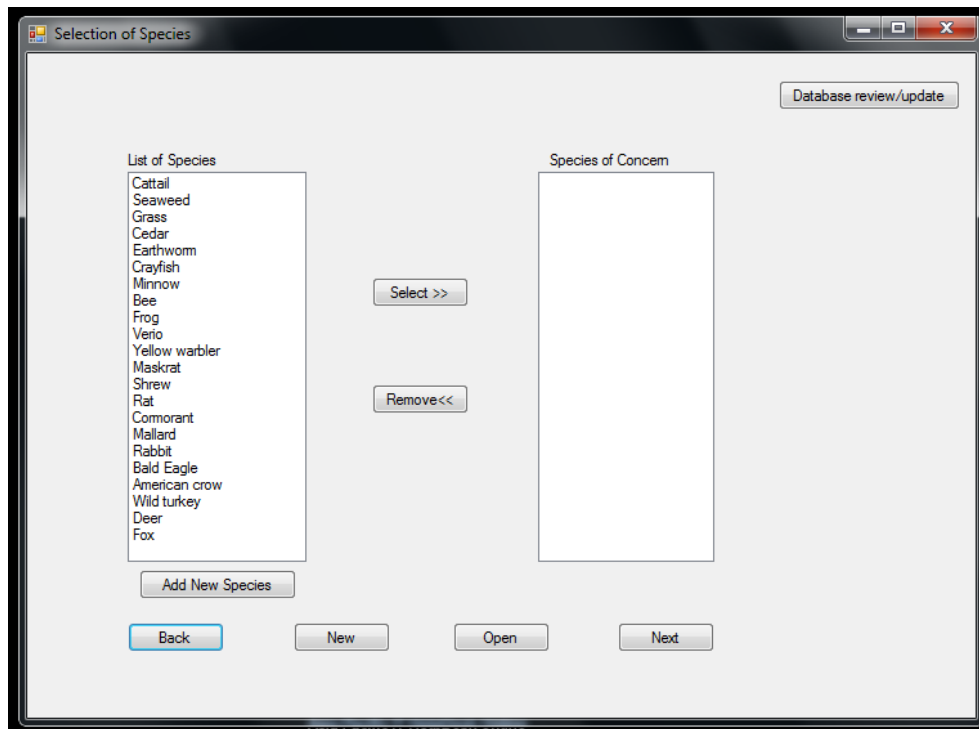 Selection of Species
Database review/update
List of Species
Species of Concern
Cattail
Seaweed
Grass
Cedar
Earthworm
Crayfish
Minnow
Bee
Frog
Verio
Yellow warbler
Maskrat
Shrew
Rat
Cormorant
Mallard
Rabbit
Bald Eagle
American crow
Wild turkey
Deer
Fox
Select >>
Remove<<
Add New Species
Back
New
Open
Next